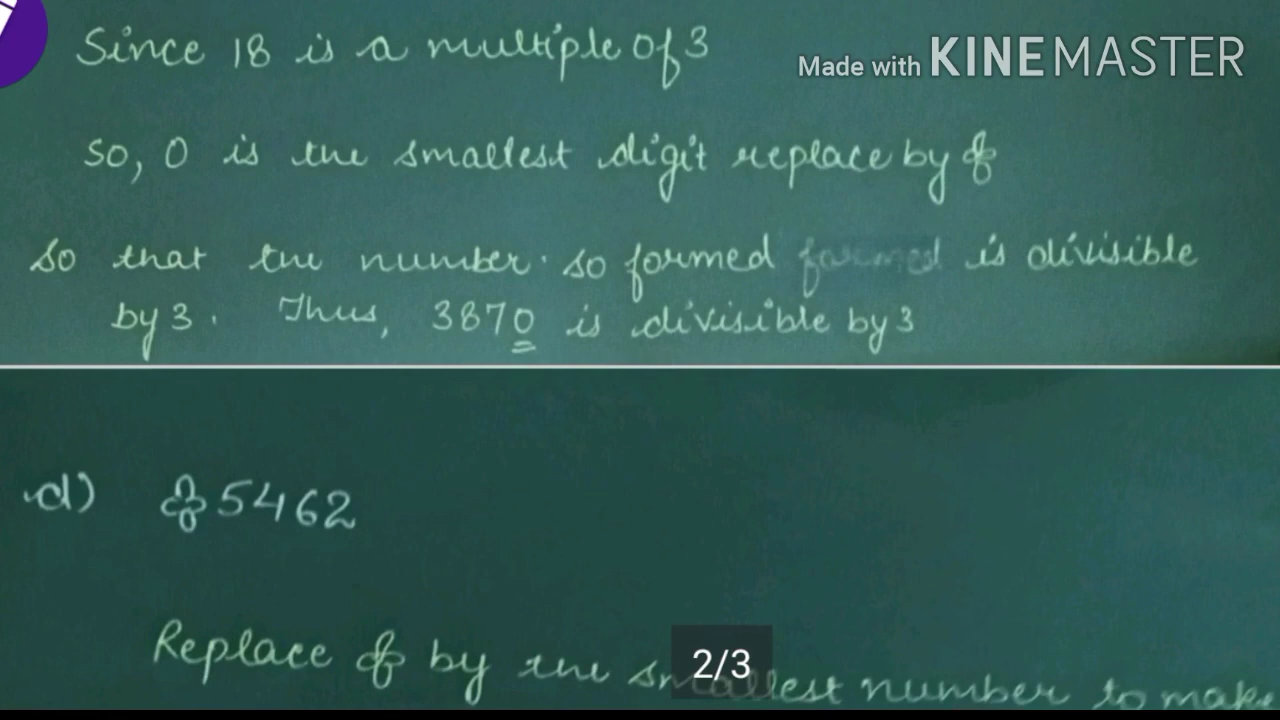 Since 18 is a multiple of 3
Made with KINEMASTER
so, 0 is the smallest digit replace by
So that the number. so formed formed is divisible
by 3. Thus, 3870 is divisible by 3
d) 5462
Replace by the smallest number to make
2/3